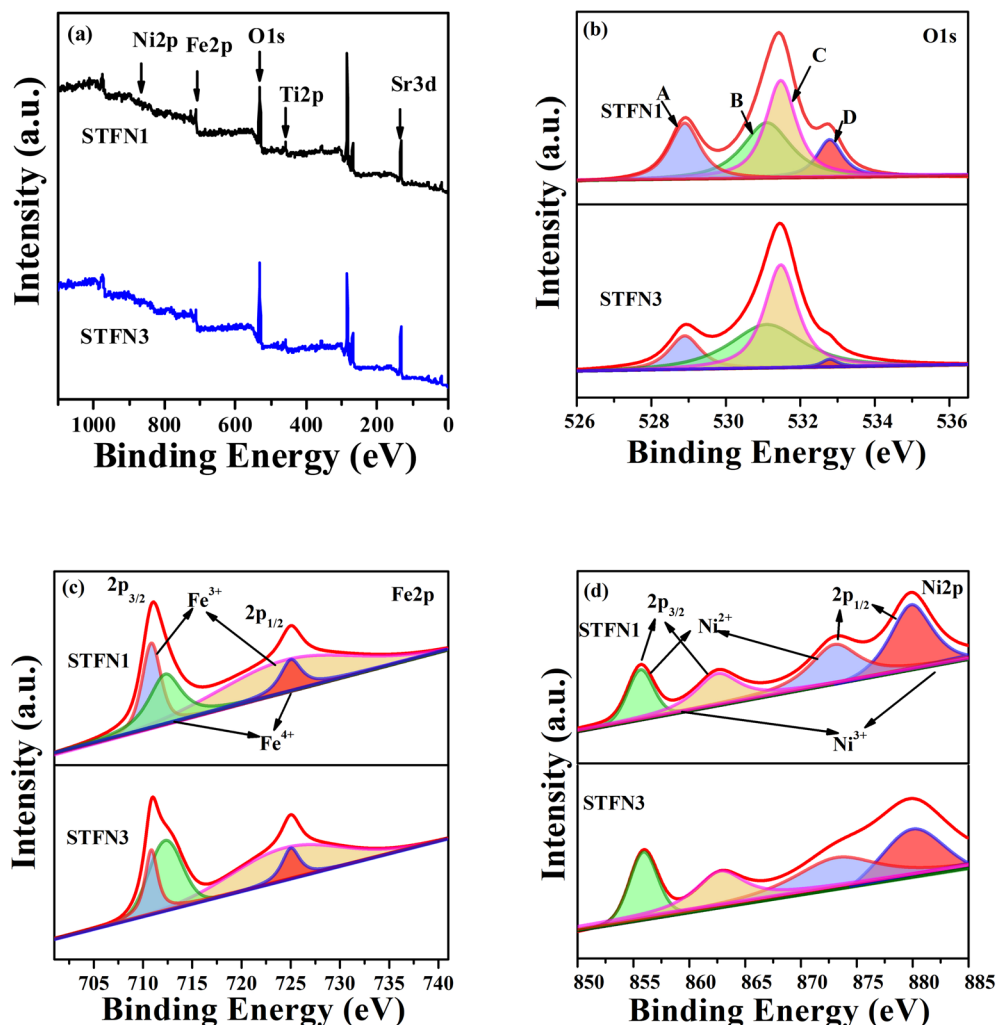 (a)
Ni2p
Fe2p
O1s
Ti2p
Sr3d
STFN1
STFN3
Intensity (a.u.)
1000 800 600 400 200 0
Binding Energy (eV)
(b)
O1s
A
B
C
D
STFN1
STFN3
Intensity (a.u.)
526 528 530 532 534 536
Binding Energy (eV)
(c)
2p3/2
Fe3+
2p1/2
Fe2p
STFN1
Fe4+
STFN3
Intensity (a.u.)
705 710 715 720 725 730 735 740
Binding Energy (eV)
(d)
2p3/2
Ni2+
2p1/2
Ni2p
STFN1
Ni3+
STFN3
Intensity (a.u.)
850 855 860 865 870 875 880 885
Binding Energy (eV)